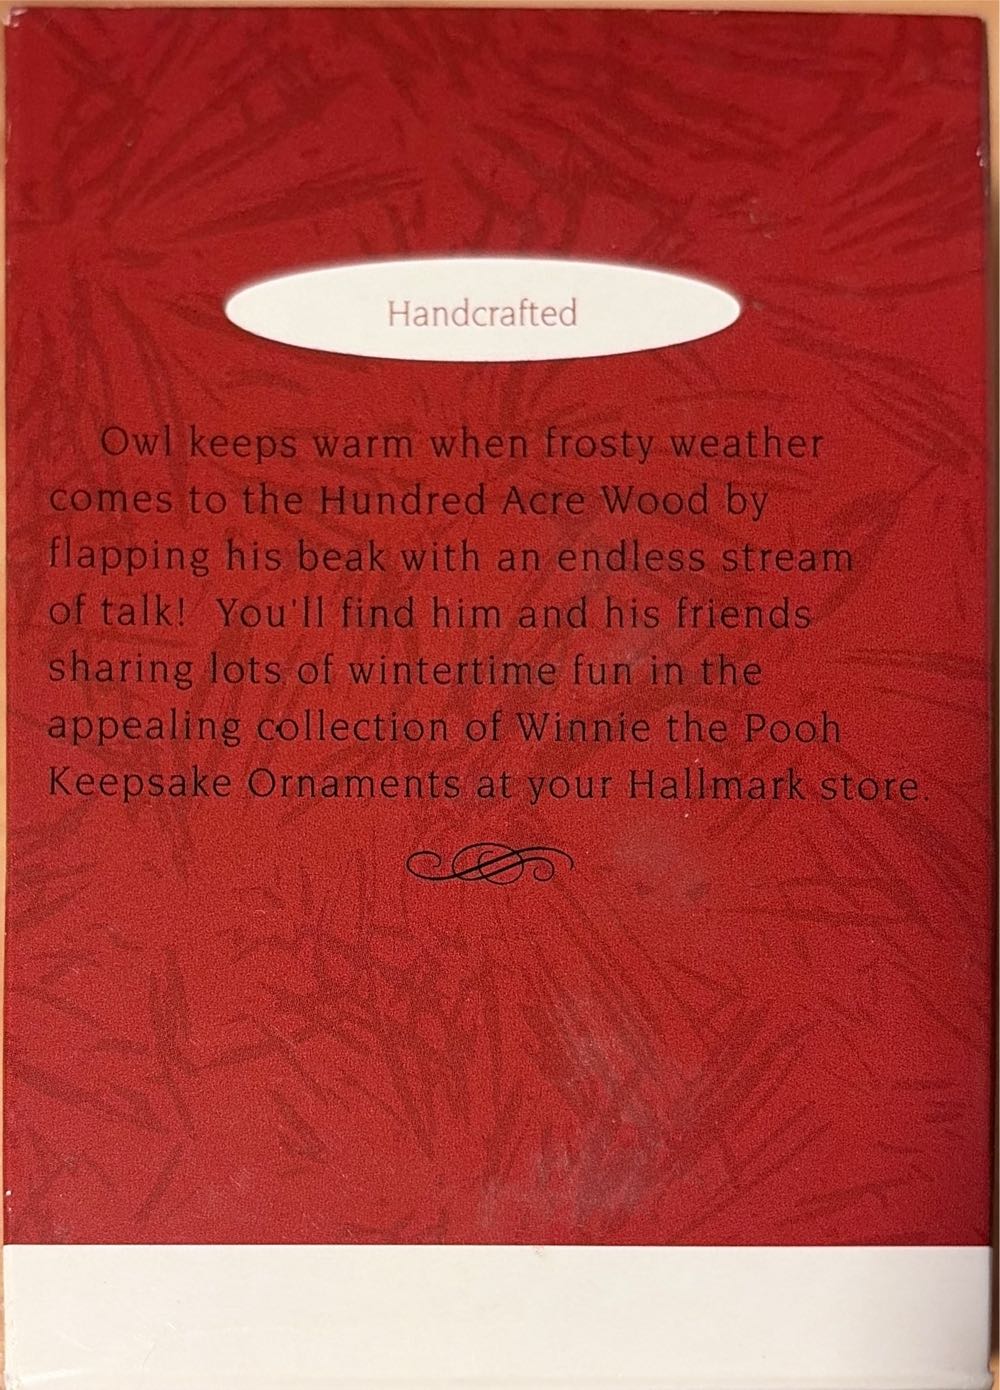 Handcrafted
Owl keeps warm when frosty weather
comes to the Hundred Acre Wood by
flapping his beak with an endless stream
of talk!  You'll find him and his friends
sharing lots of wintertime fun in the
appealing collection of Winnie the Pooh
Keepsake Ornaments at your Hallmark store.